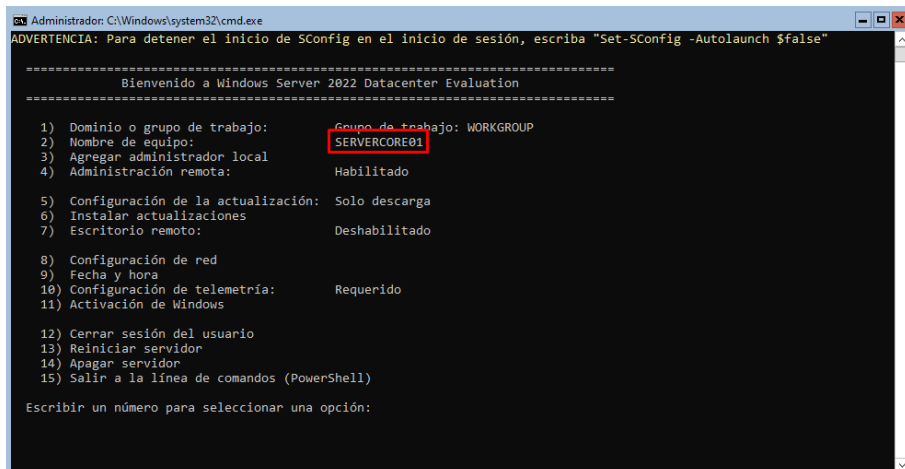 Administrador: C:\Windows\system32\cmd.exe
ADVERTENCIA: Para detener el inicio de SConfig en el inicio de sesión, escriba "Set-SConfig -Autolaunch $false"
================================================================================
Bienvenido a Windows Server 2022 Datacenter Evaluation
================================================================================
1) Dominio o grupo de trabajo: Grupo de trabajo: WORKGROUP
2) Nombre de equipo: SERVERCORE01
3) Agregar administrador local
4) Administración remota: Habilitado
5) Configuración de la actualización: Solo descarga
6) Instalar actualizaciones
7) Escritorio remoto: Deshabilitado
8) Configuración de red
9) Fecha y hora
10) Configuración de telemetría: Requerido
11) Activación de Windows
12) Cerrar sesión del usuario
13) Reiniciar servidor
14) Apagar servidor
15) Salir a la línea de comandos (PowerShell)
Escribir un número para seleccionar una opción: